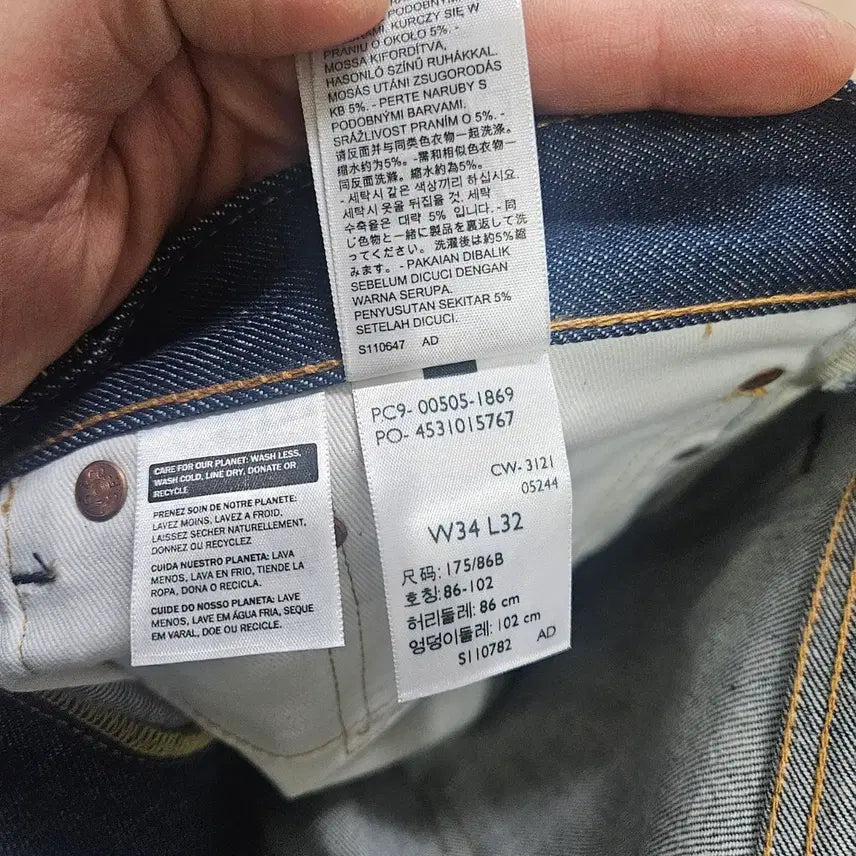 PODOBNYMI
KURCZY SIĘ W
PRANIU O OKOŁO 5%. -
MOSSA KIFORDÍTVA,
HASONLÓ SZÍNŰ RUHÁKKAL.
MOSÁS UTÁNI ZSUGORODÁS
KB 5%. - PERTE NARUBY S
PODOBNÝMI BARVAMI.
SRÁŽLIVOST PRANÍM O 5%. -
请反面并与同类色衣物一起洗涤。
缩水约为5%。-需和相似色衣物一
同反面洗滌。縮水約為5%。
- 세탁시 같은 색상끼리 하십시요.
세탁시 옷을 뒤집을 것. 세탁
수축율은 대략 5% 입니다. - 同
じ色物と一緒に製品を裏返して洗
ってください。洗濯後は約5%縮
みます。 - PAKAIAN DIBALIK
SEBELUM DICUCI DENGAN
WARNA SERUPA.
PENYUSUTAN SEKITAR 5%
SETELAH DICUCI.
S110647 AD
PC9- 00505-1869
PO- 4531015767
CW- 3121
05244
W34 L32
尺码: 175/86B
호칭: 86-102
허리둘레: 86 cm
엉덩이둘레: 102 cm
S110782 AD
CARE FOR OUR PLANET: WASH LESS,
WASH COLD, LINE DRY, DONATE OR
RECYCLE
PRENEZ SOIN DE NOTRE PLANETE:
LAVEZ MOINS, LAVEZ A FROID,
LAISSEZ SECHER NATURELLEMENT,
DONNEZ OU RECYCLEZ
CUIDA NUESTRO PLANETA: LAVA
MENOS, LAVA EN FRIO, TIENDE LA
ROPA, DONA O RECICLA.
CUIDE DO NOSSO PLANETA: LAVE
MENOS, LAVE EM ÁGUA FRIA, SEQUE
EM VARAL, DOE OU RECICLE.